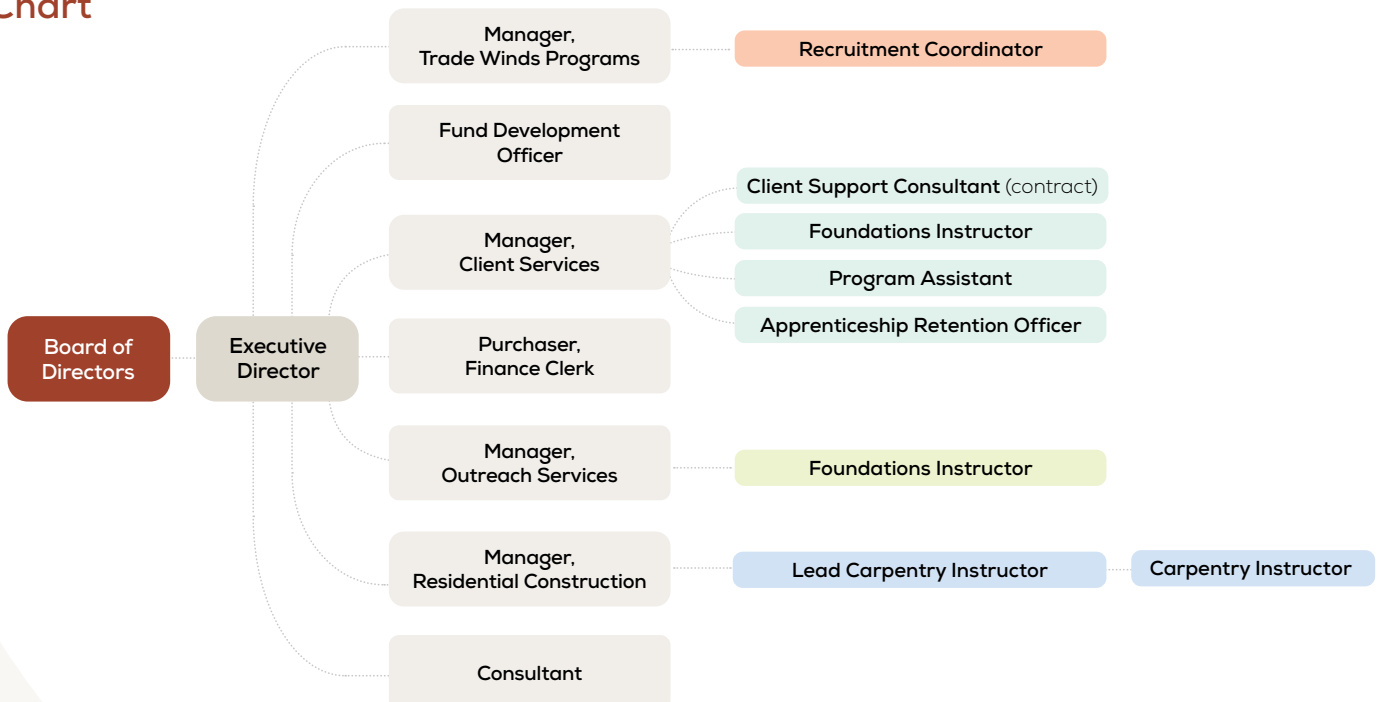 Chart
Manager,
Trade Winds Programs
Recruitment Coordinator
Fund Development
Officer
Client Support Consultant (contract)
Manager,
Client Services
Foundations Instructor
Program Assistant
Apprenticeship Retention Officer
Board of
Directors
Executive
Director
Purchaser,
Finance Clerk
Manager,
Outreach Services
Foundations Instructor
Manager,
Residential Construction
Lead Carpentry Instructor
Carpentry Instructor
Consultant